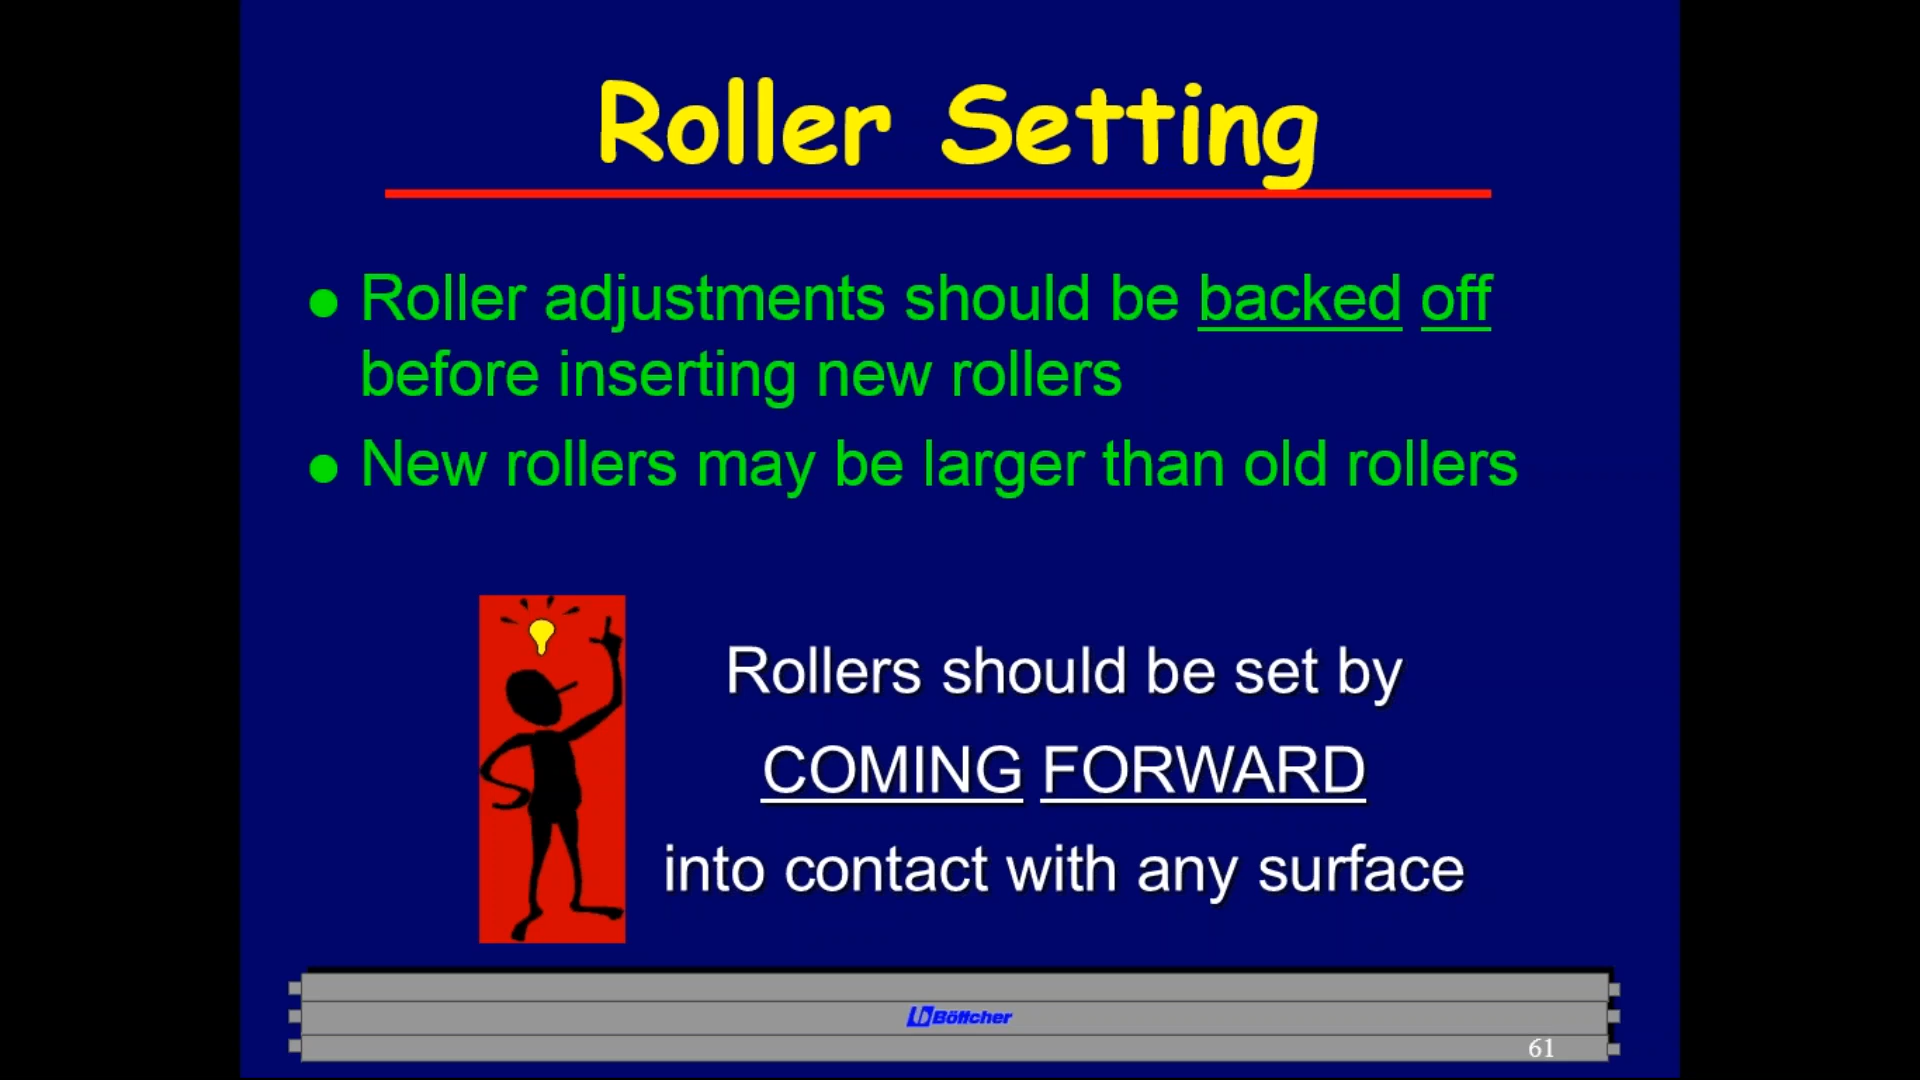 Roller Setting
Roller adjustments should be backed off
before inserting new rollers
New rollers may be larger than old rollers
Rollers should be set by
COMING FORWARD
into contact with any surface
Böttcher
61